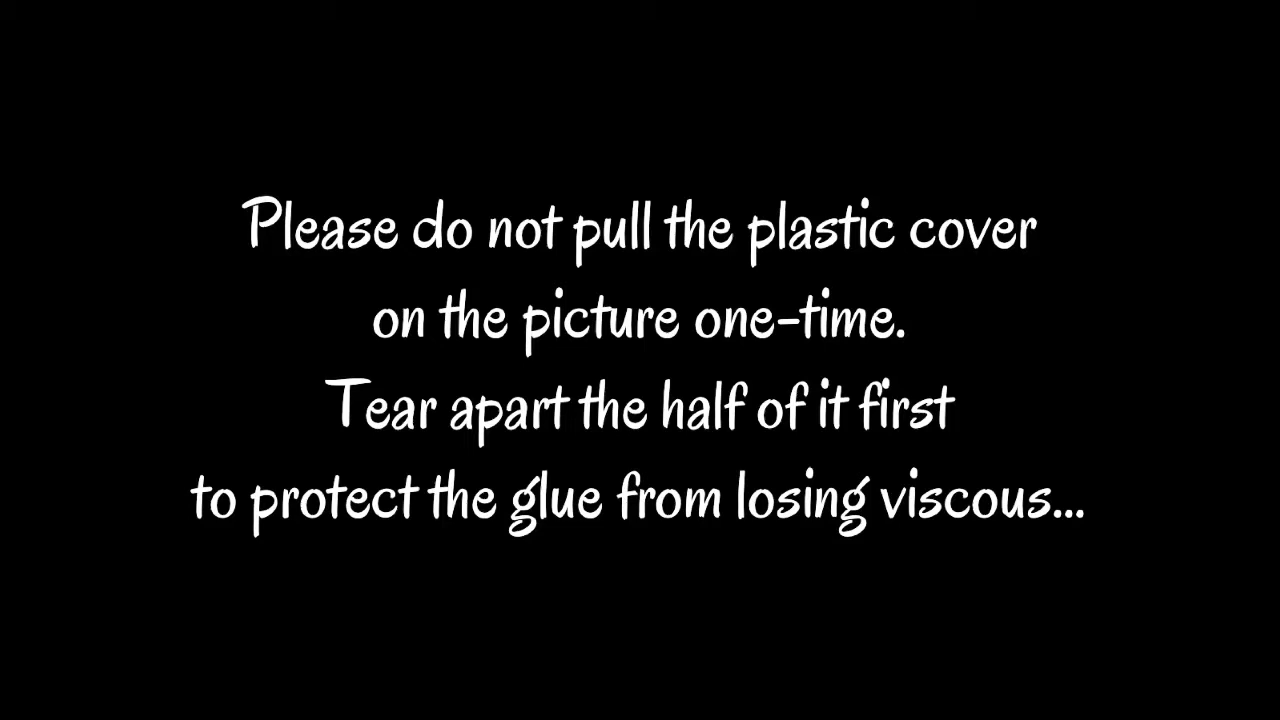 Please do not pull the plastic cover
on the picture one-time.
Tear apart the half of it first
to protect the glue from losing viscous...